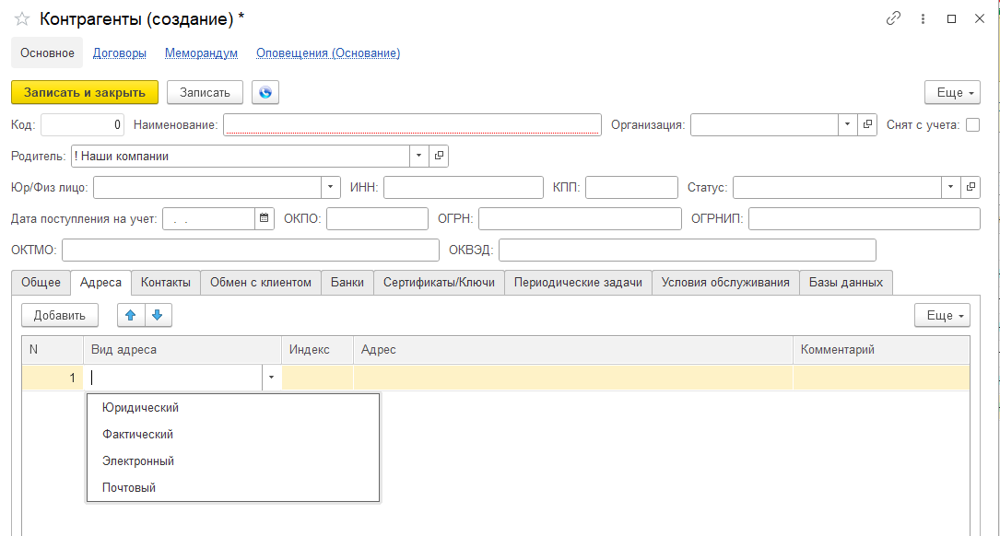 Контрагенты (создание) *
Основное Договоры Меморандум Оповещения (Основание)
Записать и закрыть Записать Еще
Код: 0 Наименование: Организация: Снят с учета:
Родитель: ! Наши компании
Юр/Физ лицо: ИНН: КПП: Статус:
Дата поступления на учет: . . ОКПО: ОГРН: ОГРНИП:
ОКТМО: ОКВЭД:
Общее Адреса Контакты Обмен с клиентом Банки Сертификаты/Ключи Периодические задачи Условия обслуживания Базы данных
Добавить Еще
N Вид адреса Индекс Адрес Комментарий
1
Юридический
Фактический
Электронный
Почтовый